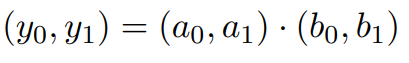 (y₀, y₁) = (a₀, a₁) · (b₀, b₁)